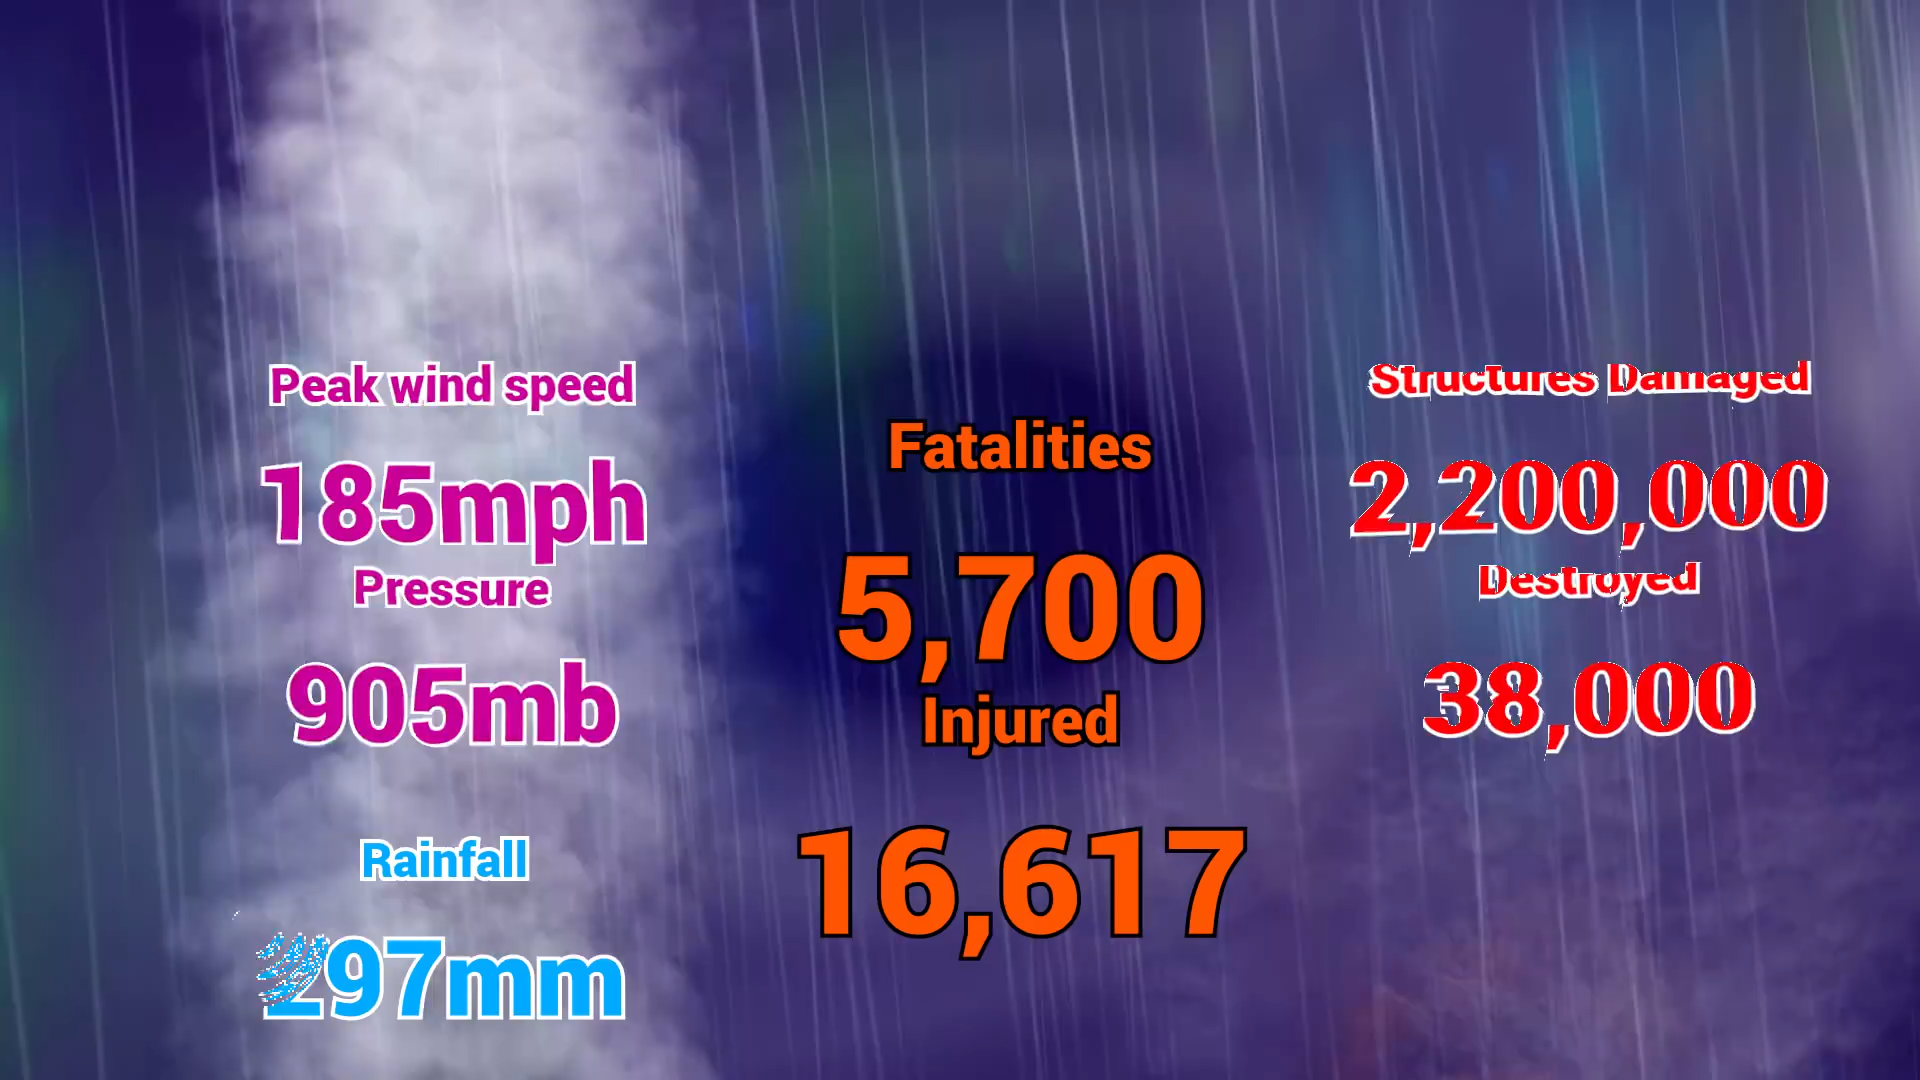 Peak wind speed
185mph
Pressure
905mb
Rainfall
297mm
Fatalities
5,700
Injured
16,617
Structures Damaged
2,200,000
Destroyed
38,000